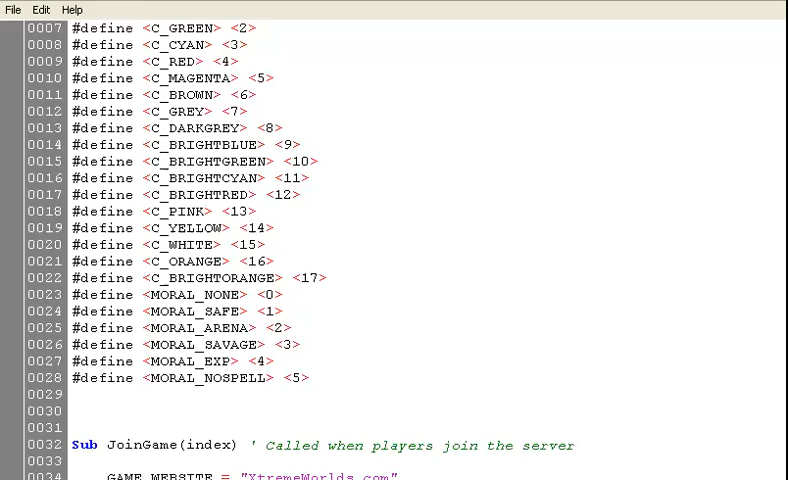 File Edit Help
0007 #define <C_GREEN> <2>
0008 #define <C_CYAN> <3>
0009 #define <C_RED> <4>
0010 #define <C_MAGENTA> <5>
0011 #define <C_BROWN> <6>
0012 #define <C_GREY> <7>
0013 #define <C_DARKGREY> <8>
0014 #define <C_BRIGHTBLUE> <9>
0015 #define <C_BRIGHTGREEN> <10>
0016 #define <C_BRIGHTCYAN> <11>
0017 #define <C_BRIGHTRED> <12>
0018 #define <C_PINK> <13>
0019 #define <C_YELLOW> <14>
0020 #define <C_WHITE> <15>
0021 #define <C_ORANGE> <16>
0022 #define <C_BRIGHTORANGE> <17>
0023 #define <MORAL_NONE> <0>
0024 #define <MORAL_SAFE> <1>
0025 #define <MORAL_ARENA> <2>
0026 #define <MORAL_SAVAGE> <3>
0027 #define <MORAL_EXP> <4>
0028 #define <MORAL_NOSPELL> <5>
0029
0030
0031
0032 Sub JoinGame(index) ' Called when players join the server
0033
0034 GAME_WEBSITE = "XtremeWorlds.com"